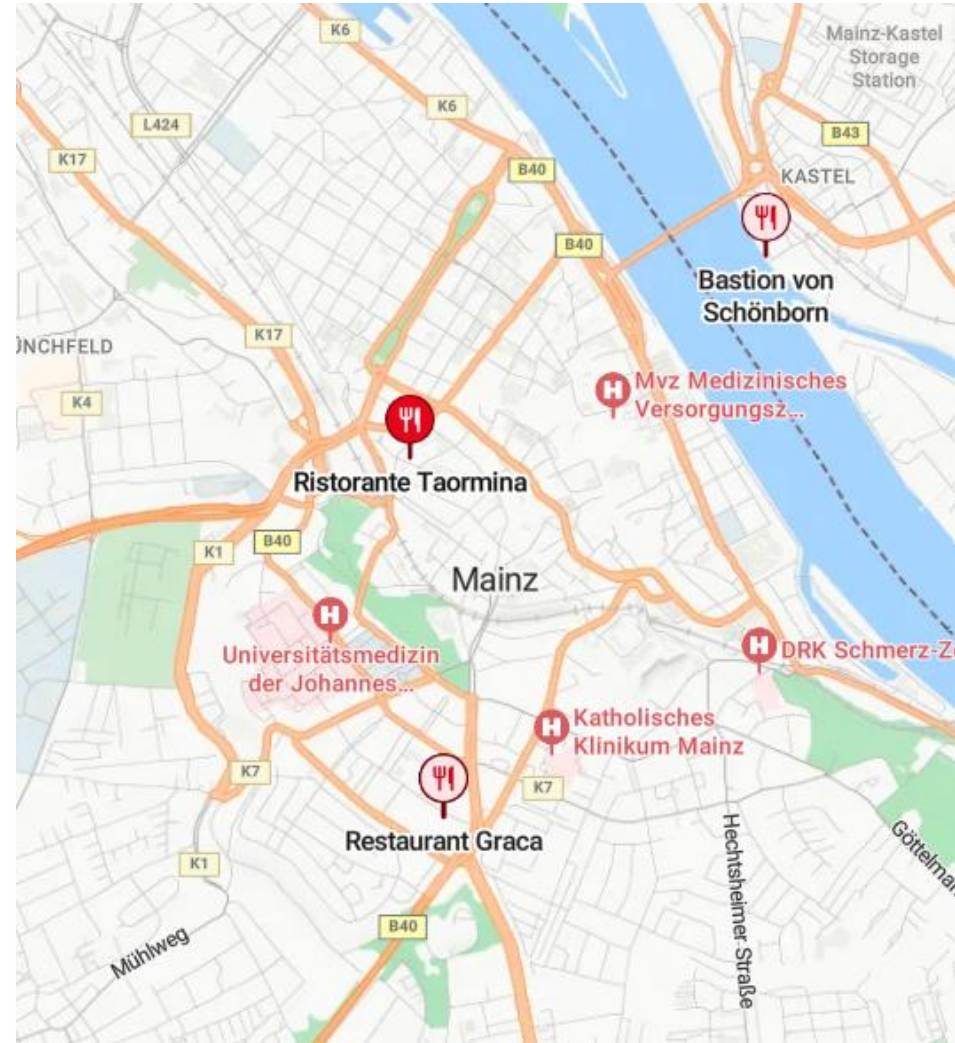 K6
Mainz-Kastel
Storage
Station
K6
L424
B43
K17
B40
KASTEL
B40
Bastion von
Schönborn
K17
ÜNCHFELD
Mvz Medizinisches
Versorgungsz...
K4
Ristorante Taormina
B40
K1
Mainz
Universitätsmedizin
der Johannes...
DRK Schmerz-Ze
Katholisches
Klinikum Mainz
K7
K7
Restaurant Graca
K1
Hechtsheimer Straße
Göttelman
B40
Mühlweg